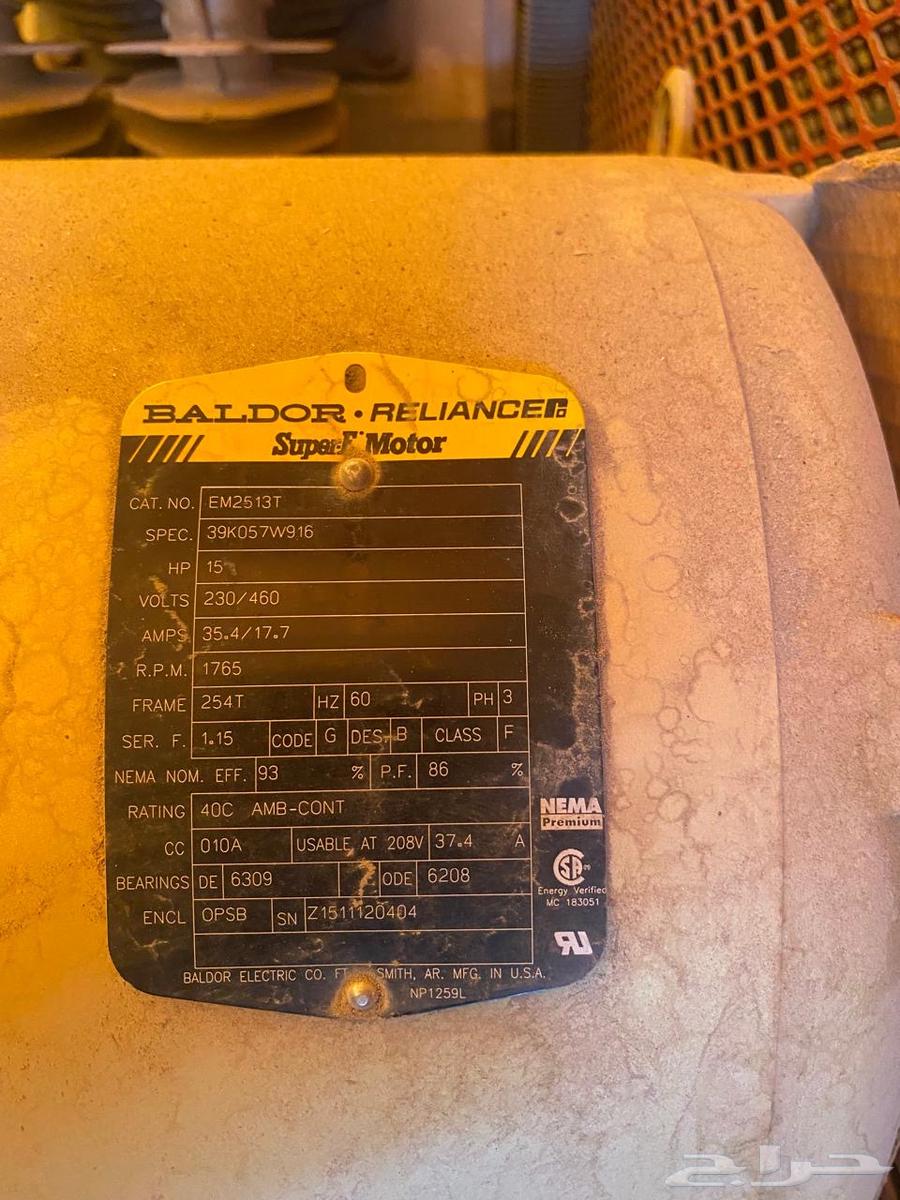 BALDOR • RELIANCE
Super-E Motor
CAT. NO. EM2513T
SPEC. 39K057W916
HP 15
VOLTS 230/460
AMPS 35.4/17.7
R.P.M. 1765
FRAME 254T HZ 60 PH 3
SER. F. 1.15 CODE G DES. B CLASS F
NEMA NOM. EFF. 93 % P.F. 86 %
RATING 40C AMB-CONT
NEMA
Premium
CC 010A USABLE AT 208V 37.4 A
BEARINGS DE 6309 ODE 6208
Energy Verified
MC 183051
ENCL OPSB SN Z1511120404
BALDOR ELECTRIC CO. FT. SMITH, AR. MFG. IN U.S.A.
NP1259L
حراج